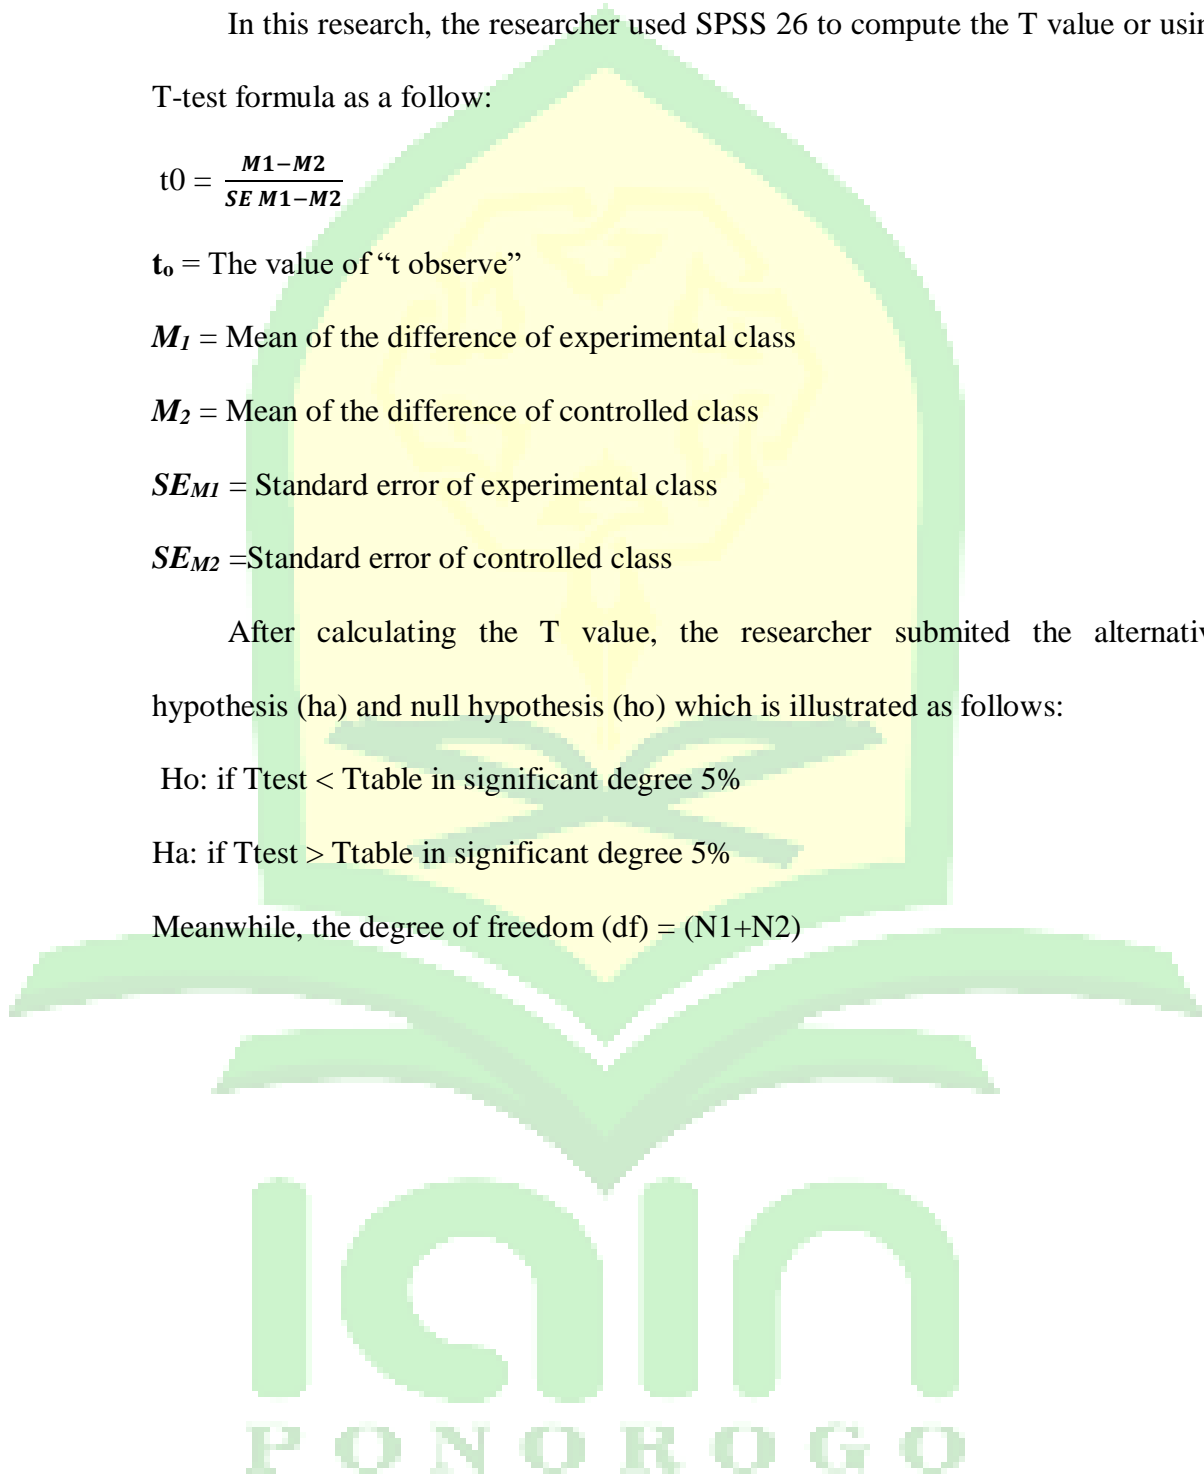 In this research, the researcher used SPSS 26 to compute the T value or usin
T-test formula as a follow:
t0 = M1−M2 / SE M1−M2
to = The value of “t observe”
M1 = Mean of the difference of experimental class
M2 = Mean of the difference of controlled class
SEM1 = Standard error of experimental class
SEM2 =Standard error of controlled class
After calculating the T value, the researcher submited the alternativ
hypothesis (ha) and null hypothesis (ho) which is illustrated as follows:
Ho: if Ttest < Ttable in significant degree 5%
Ha: if Ttest > Ttable in significant degree 5%
Meanwhile, the degree of freedom (df) = (N1+N2)
iain
PONOROGO